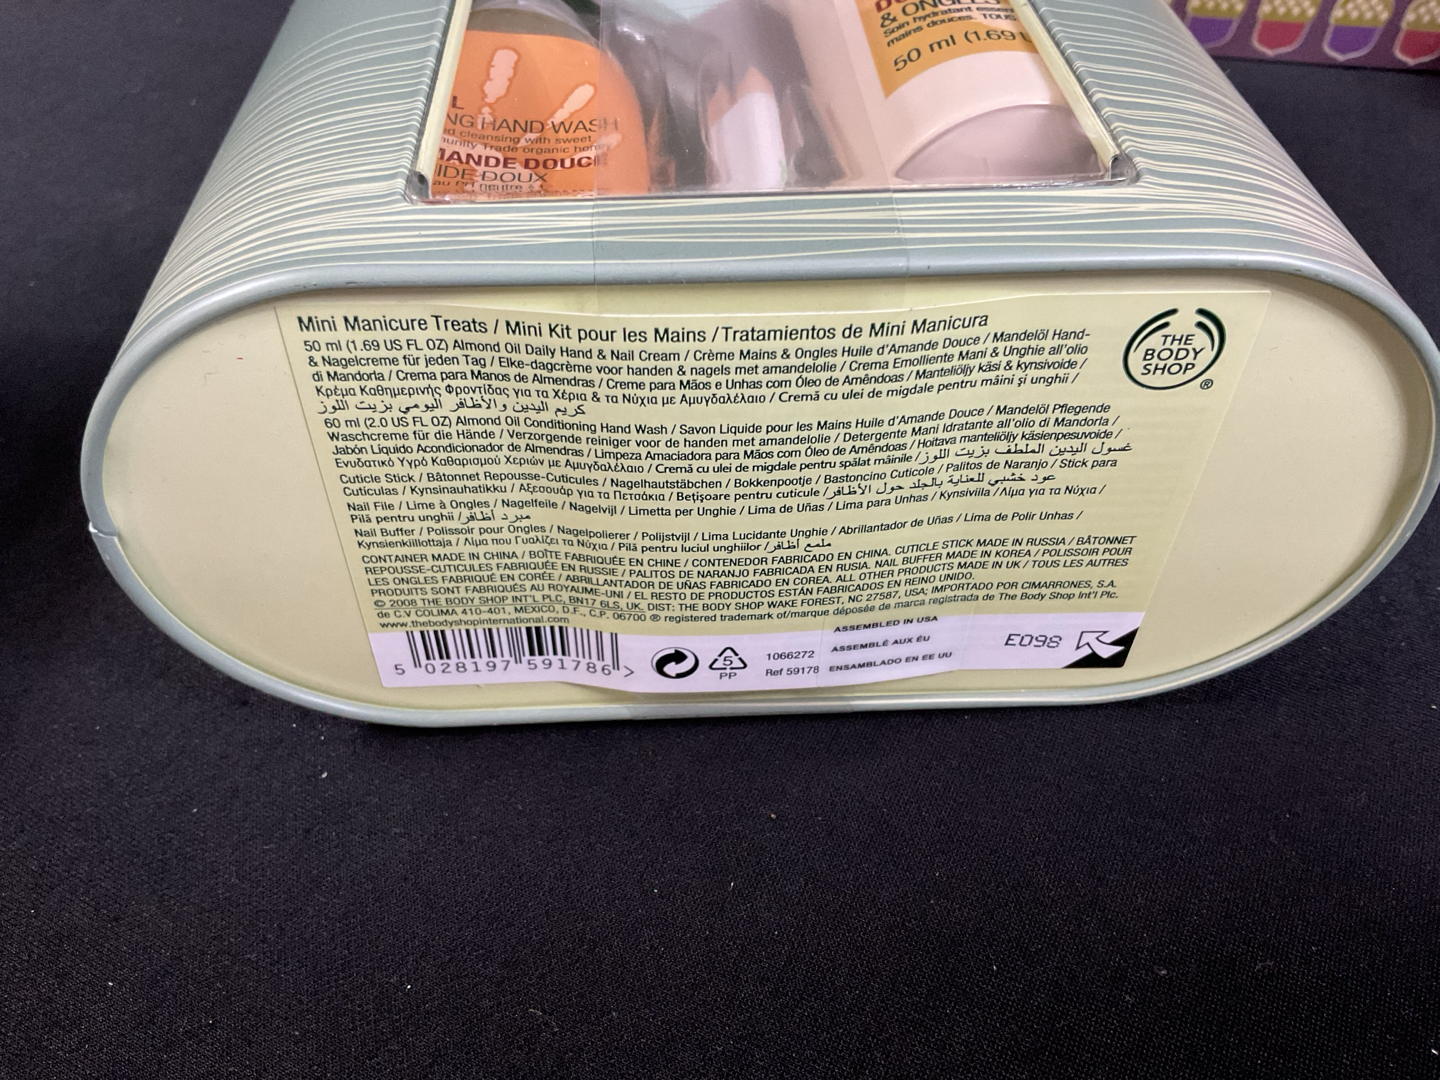 & ONGLES
Soin hydratant
mains douces. TOUS
50 ml (1.69
NG HAND WASH
cleansing with sweet
Trade organic
MANDE DOUC
DOUX
Mini Manicure Treats / Mini Kit pour les Mains / Tratamientos de Mini Manicura
50 ml (1.69 US FL OZ) Almond Oil Daily Hand & Nail Cream / Crème Mains & Ongles Huile d'Amande Douce / Mandelöl Hand-
& Nagelcreme für jeden Tag / Elke-dagcrème voor handen & nagels met amandelolie / Crema Emolliente Mani & Unghie all'olio
di Mandorla / Crema para Manos de Almendras / Creme para Mãos e Unhas com Óleo de Amêndoas / Manteliöljy käsi & kynsivoide /
Κρέμα Καθημερινής Φροντίδας για τα Χέρια & τα Νύχια με Αμυγδαλέλαιο / Cremă cu ulei de migdale pentru mâini şi unghii /
كريم اليدين والأظافر اليومي بزيت اللوز
60 ml (2.0 US FL OZ) Almond Oil Conditioning Hand Wash / Savon Liquide pour les Mains Huile d'Amande Douce / Mandelöl Pflegende
Waschcreme für die Hände / Verzorgende reiniger voor de handen met amandelolie / Detergente Mani Idratante all'olio di Mandorla /
Jabón Líquido Acondicionador de Almendras / Limpeza Amaciadora para Mãos com Óleo de Amêndoas / Hoitava manteliöljy käsienpesuvoide /
Ενυδατικό Υγρό Καθαρισμού Χεριών με Αμυγδαλέλαιο / Cremă cu ulei de migdale pentru spălat mâinile / غسول اليدين الملطف بزيت اللوز
Cuticle Stick / Bâtonnet Repousse-Cuticules / Nagelhautstäbchen / Bokkenpootje / Bastoncino Cuticole / Palitos de Naranjo / Stick para
Cuticulas / Kynsinauhatikku / Αξεσουάρ για τα Πετσάκια / Beţişoare pentru cuticule / عود خشبي للعناية بالجلد حول الأظافر
Nail File / Lime à Ongles / Nagelfeile / Nagelvijl / Limetta per Unghie / Lima de Uñas / Lima para Unhas / Kynsiviila / Λίμα για τα Νύχια /
Pilă pentru unghii / مبرد أظافر
Nail Buffer / Polissoir pour Ongles / Nagelpolierer / Polijstvijl / Lima Lucidante Unghie / Abrillantador de Uñas / Lima de Polir Unhas /
Kynsienkiillottaja / Λίμα που Γυαλίζει τα Νύχια / Pilă pentru luciul unghiilor / ملمع أظافر
CONTAINER MADE IN CHINA / BOÎTE FABRIQUÉE EN CHINE / CONTENEDOR FABRICADO EN CHINA. CUTICLE STICK MADE IN RUSSIA / BÂTONNET
REPOUSSE-CUTICULES FABRIQUÉE EN RUSSIE / PALITOS DE NARANJO FABRICADA EN RUSIA. NAIL BUFFER MADE IN KOREA / POLISSOIR POUR
LES ONGLES FABRIQUÉ EN CORÉE / ABRILLANTADOR DE UÑAS FABRICADO EN COREA. ALL OTHER PRODUCTS MADE IN UK / TOUS LES AUTRES
PRODUITS SONT FABRIQUÉS AU ROYAUME-UNI / EL RESTO DE PRODUCTOS ESTÁN FABRICADOS EN REINO UNIDO.
© 2008 THE BODY SHOP INT'L PLC, BN17 6LS, UK. DIST: THE BODY SHOP WAKE FOREST, NC 27587, USA; IMPORTADO POR CIMARRONES, S.A.
de C.V COLIMA 410-401, MEXICO, D.F., C.P. 06700 ® registered trademark of/marque déposée de marca registrada de The Body Shop Int'l Plc.
www.thebodyshopinternational.com
THE
BODY
SHOP
®
5 028197 591786 >
5
PP
1066272
Ref 59178
ASSEMBLED IN USA
ASSEMBLÉ AUX ÉU
ENSAMBLADO EN EE UU
E098